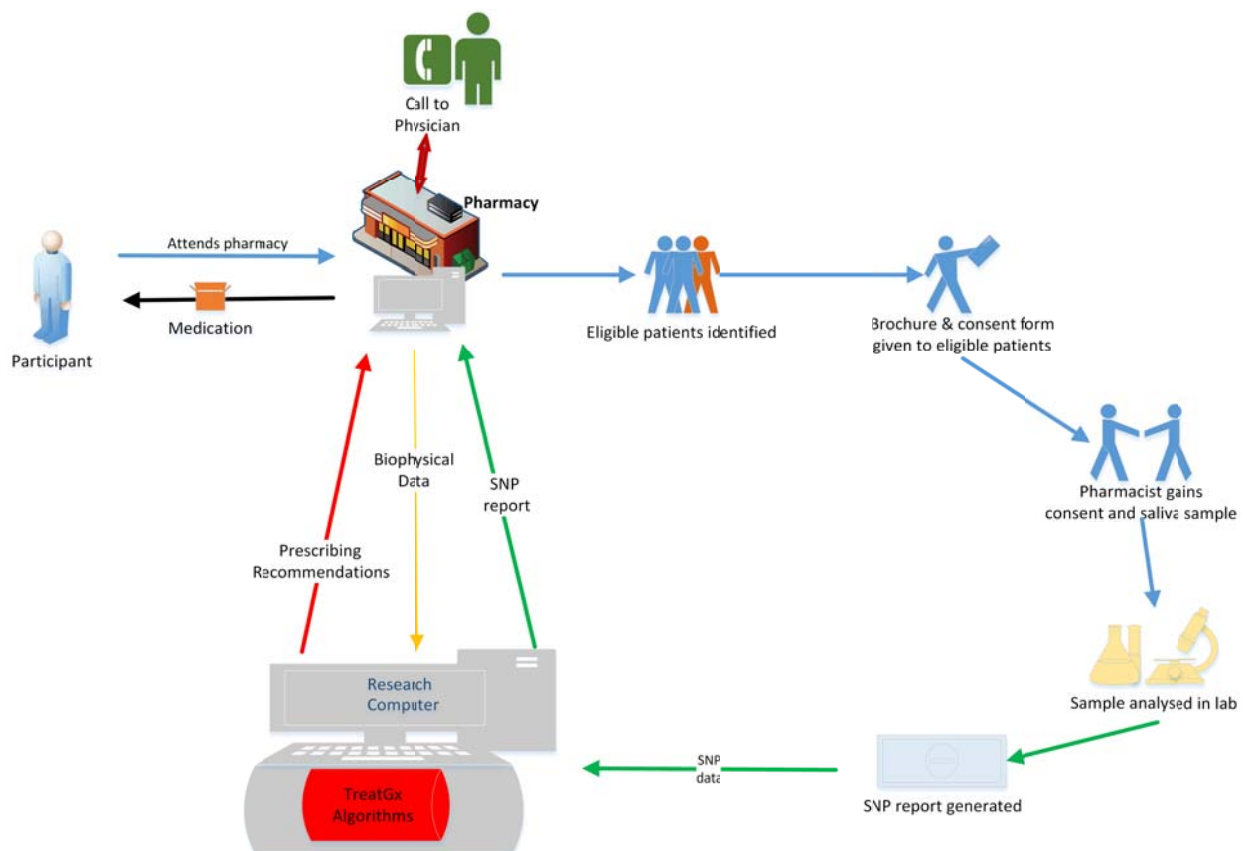 Call to
Physician
Pharmacy
Attends pharmacy
Medication
Participant
Eligible patients identified
Brochure & consent form
given to eligible patients
Pharmacist gains
consent and saliva sample
Biophysical
Data
SNP
report
Prescribing
Recommendations
Research
Computer
TreatGx
Algorithms
Sample analysed in lab
SNP
data
SNP report generated